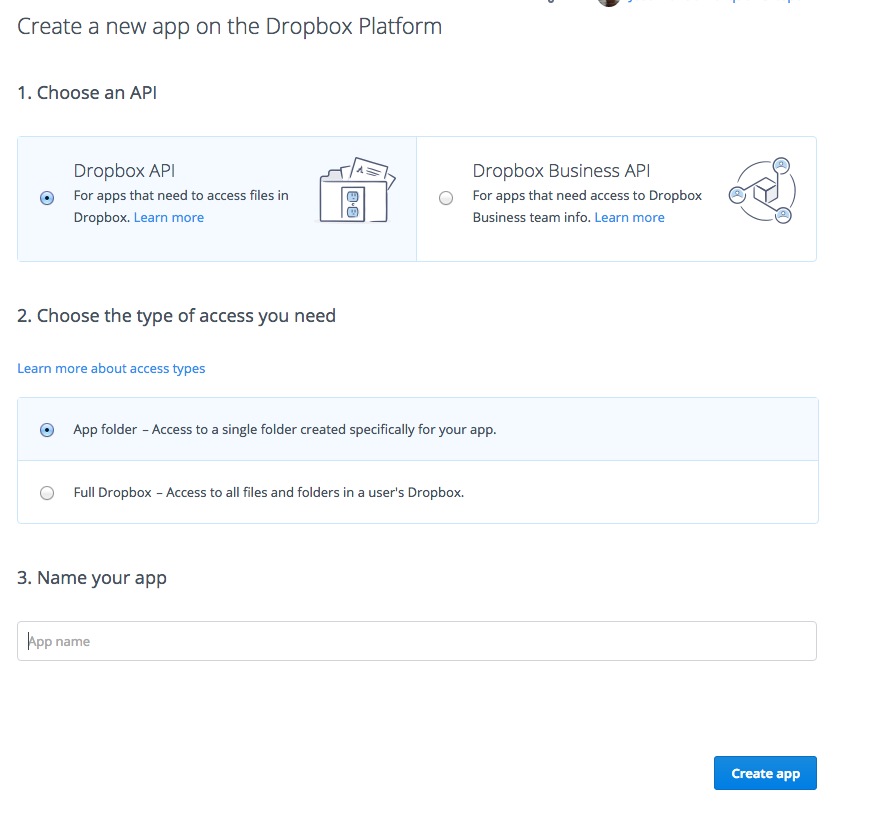 Create a new app on the Dropbox Platform
1. Choose an API
Dropbox API
For apps that need to access files in
Dropbox. Learn more
Dropbox Business API
For apps that need access to Dropbox
Business team info. Learn more
2. Choose the type of access you need
Learn more about access types
App folder – Access to a single folder created specifically for your app.
Full Dropbox – Access to all files and folders in a user's Dropbox.
3. Name your app
App name
Create app